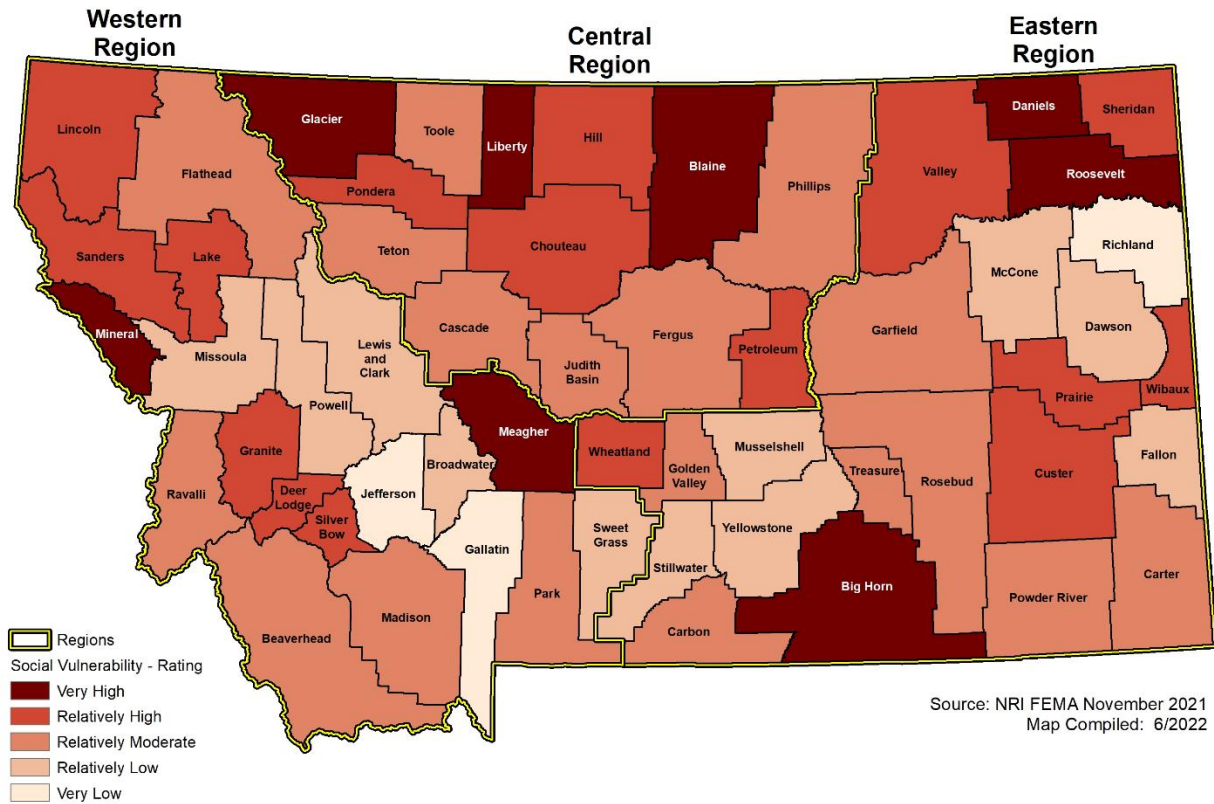 Western
Region
Central
Region
Eastern
Region
Lincoln
Flathead
Glacier
Toole
Liberty
Hill
Blaine
Phillips
Valley
Daniels
Sheridan
Roosevelt
Pondera
Teton
Chouteau
Sanders
Lake
Richland
McCone
Mineral
Missoula
Lewis
and
Clark
Powell
Cascade
Judith
Basin
Fergus
Petroleum
Garfield
Dawson
Prairie
Wibaux
Meagher
Granite
Ravalli
Deer
Lodge
Silver
Bow
Jefferson
Broadwater
Wheatland
Golden
Valley
Musselshell
Treasure
Rosebud
Custer
Fallon
Gallatin
Sweet
Grass
Stillwater
Yellowstone
Park
Madison
Beaverhead
Carbon
Big Horn
Powder River
Carter
Regions
Social Vulnerability - Rating
Very High
Relatively High
Relatively Moderate
Relatively Low
Very Low
Source: NRI FEMA November 2021
Map Compiled: 6/2022